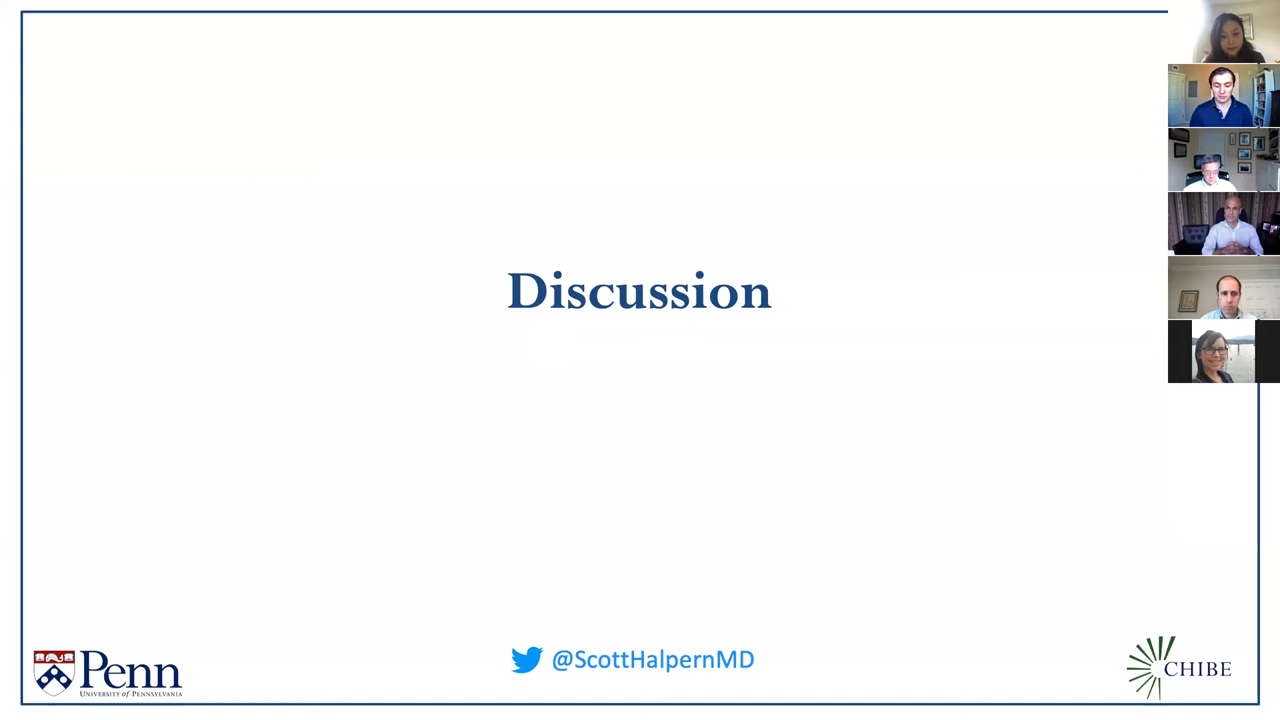 Discussion
Penn
UNIVERSITY of PENNSYLVANIA
@ScottHalpernMD
CHIBE